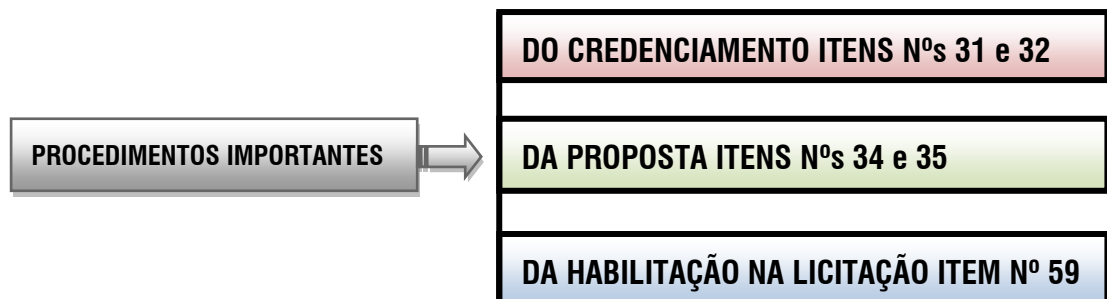 PROCEDIMENTOS IMPORTANTES
DO CREDENCIAMENTO ITENS Nºs 31 e 32
DA PROPOSTA ITENS Nºs 34 e 35
DA HABILITAÇÃO NA LICITAÇÃO ITEM Nº 59